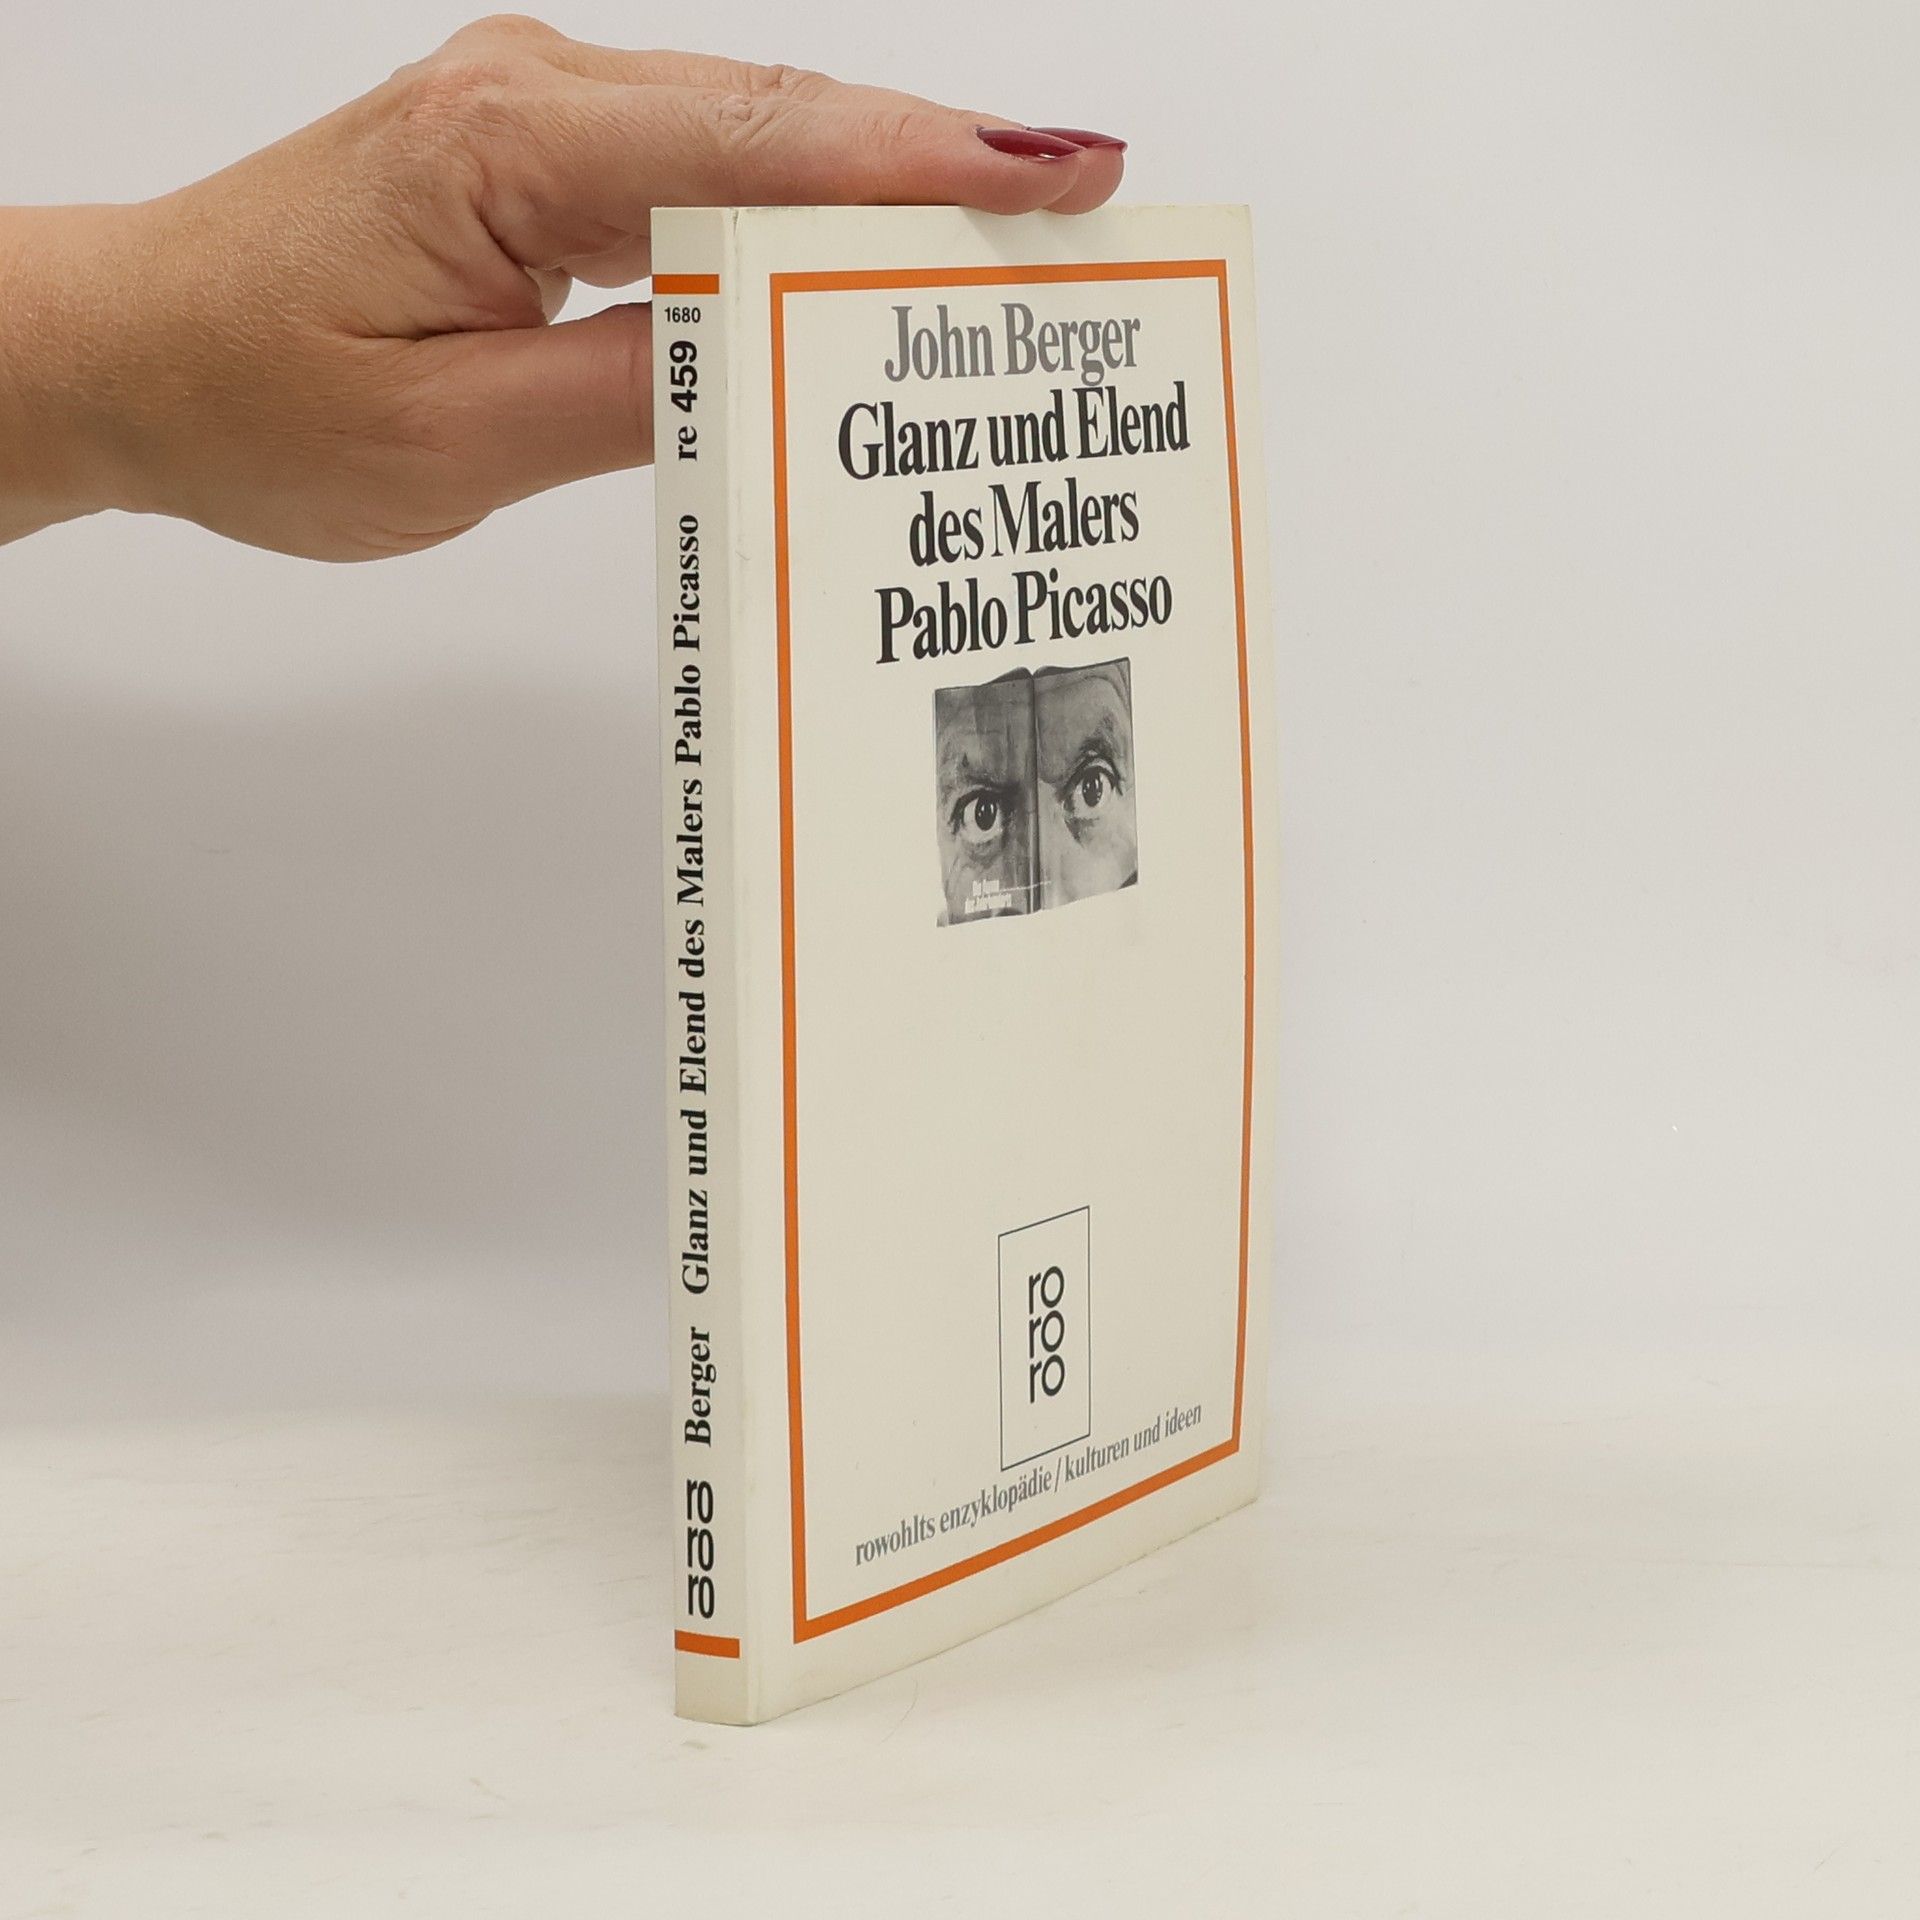 1680
re 459
Berger Glanz und Elend des Malers Pablo Picasso
ro
ro
ro
John Berger
Glanz und Elend
des Malers
Pablo Picasso
ro
ro
ro
rowohlts enzyklopädie / kulturen und ideen